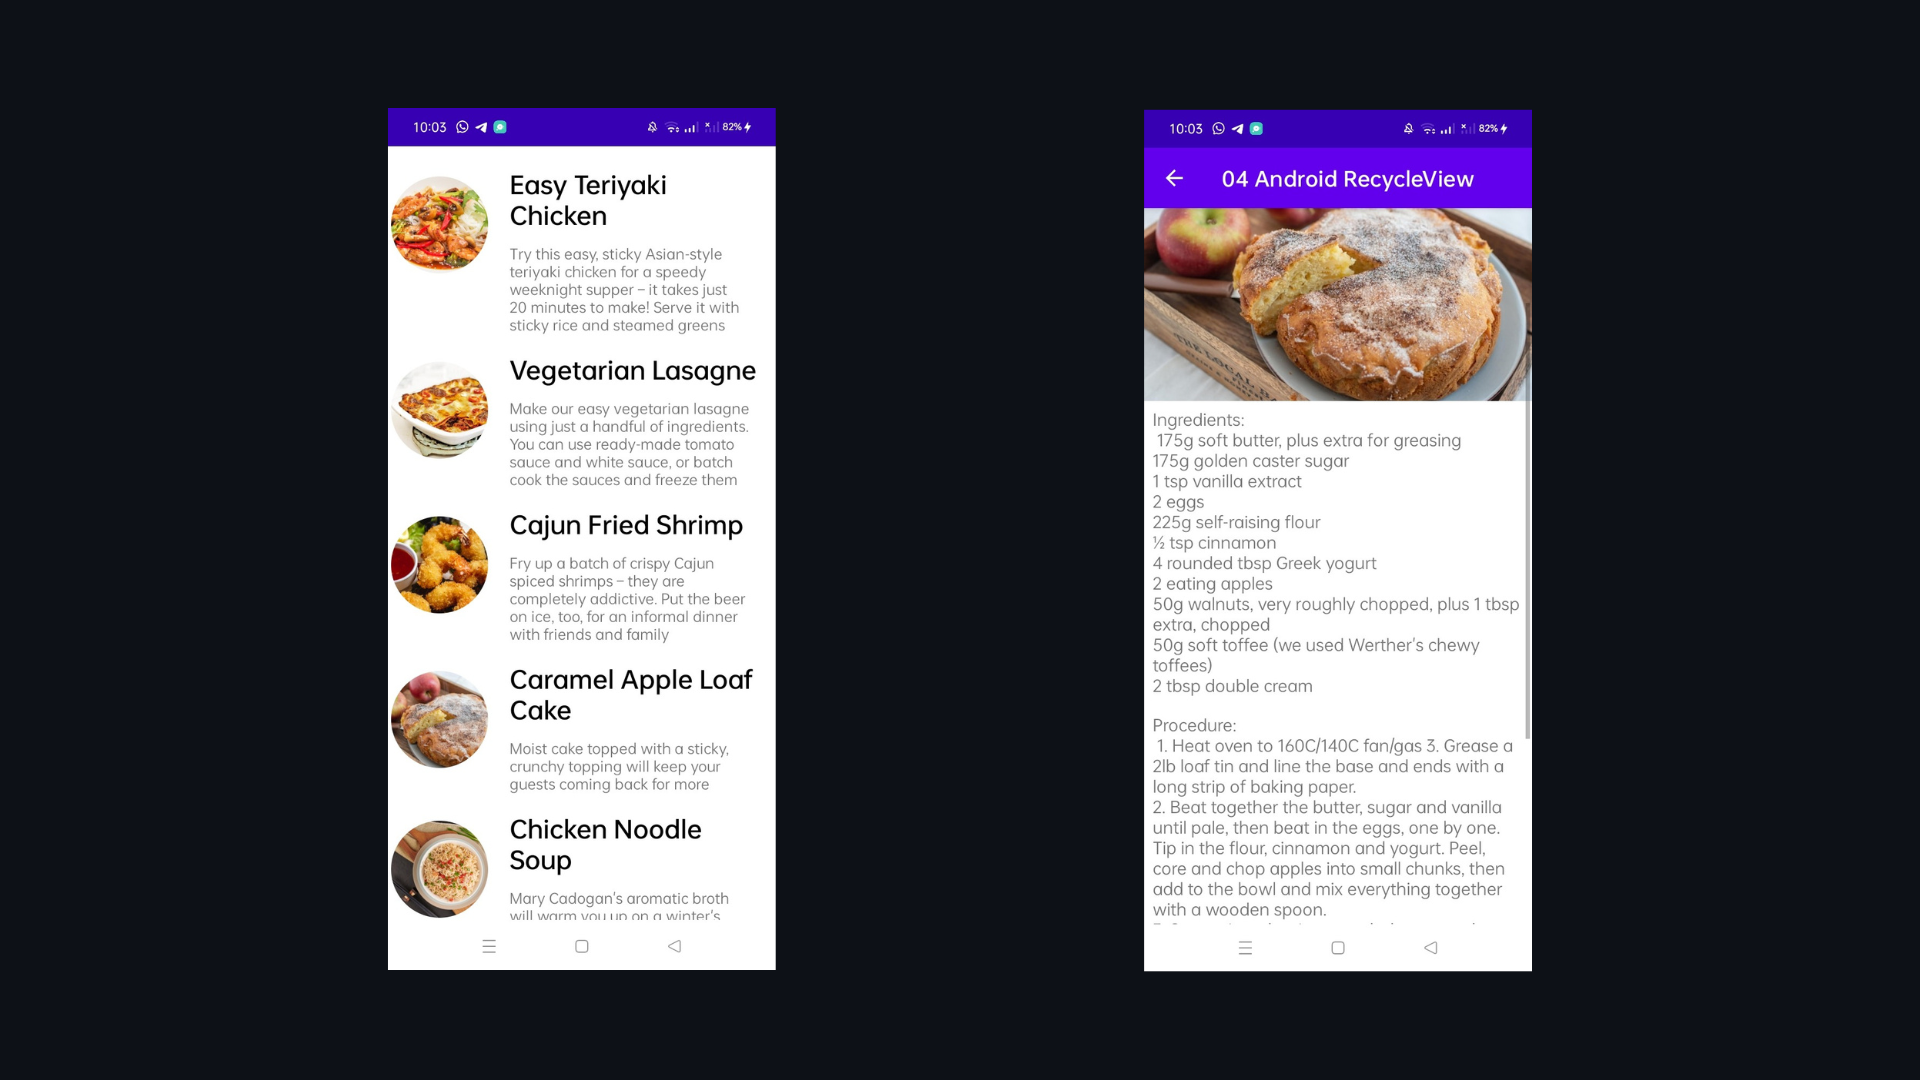 10:03
82%
Easy Teriyaki
Chicken
Try this easy, sticky Asian-style
teriyaki chicken for a speedy
weeknight supper – it takes just
20 minutes to make! Serve it with
sticky rice and steamed greens
Vegetarian Lasagne
Make our easy vegetarian lasagne
using just a handful of ingredients.
You can use ready-made tomato
sauce and white sauce, or batch
cook the sauces and freeze them
Cajun Fried Shrimp
Fry up a batch of crispy Cajun
spiced shrimps – they are
completely addictive. Put the beer
on ice, too, for an informal dinner
with friends and family
Caramel Apple Loaf
Cake
Moist cake topped with a sticky,
crunchy topping will keep your
guests coming back for more
Chicken Noodle
Soup
Mary Cadogan's aromatic broth
will warm you up on a winter's
10:03
82%
04 Android RecycleView
THE LOCAL
Ingredients:
175g soft butter, plus extra for greasing
175g golden caster sugar
1 tsp vanilla extract
2 eggs
225g self-raising flour
½ tsp cinnamon
4 rounded tbsp Greek yogurt
2 eating apples
50g walnuts, very roughly chopped, plus 1 tbsp
extra, chopped
50g soft toffee (we used Werther's chewy
toffees)
2 tbsp double cream
Procedure:
1. Heat oven to 160C/140C fan/gas 3. Grease a
2lb loaf tin and line the base and ends with a
long strip of baking paper.
2. Beat together the butter, sugar and vanilla
until pale, then beat in the eggs, one by one.
Tip in the flour, cinnamon and yogurt. Peel,
core and chop apples into small chunks, then
add to the bowl and mix everything together
with a wooden spoon.